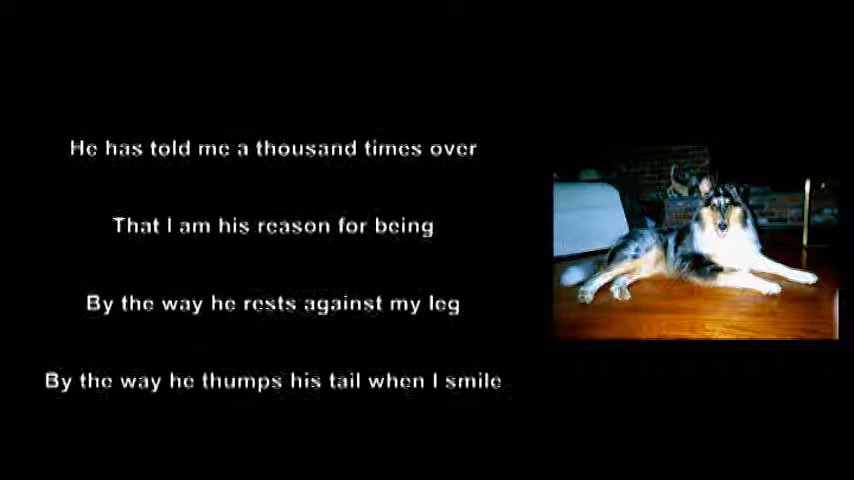 He has told me a thousand times over
That I am his reason for being
By the way he rests against my leg
By the way he thumps his tail when I smile